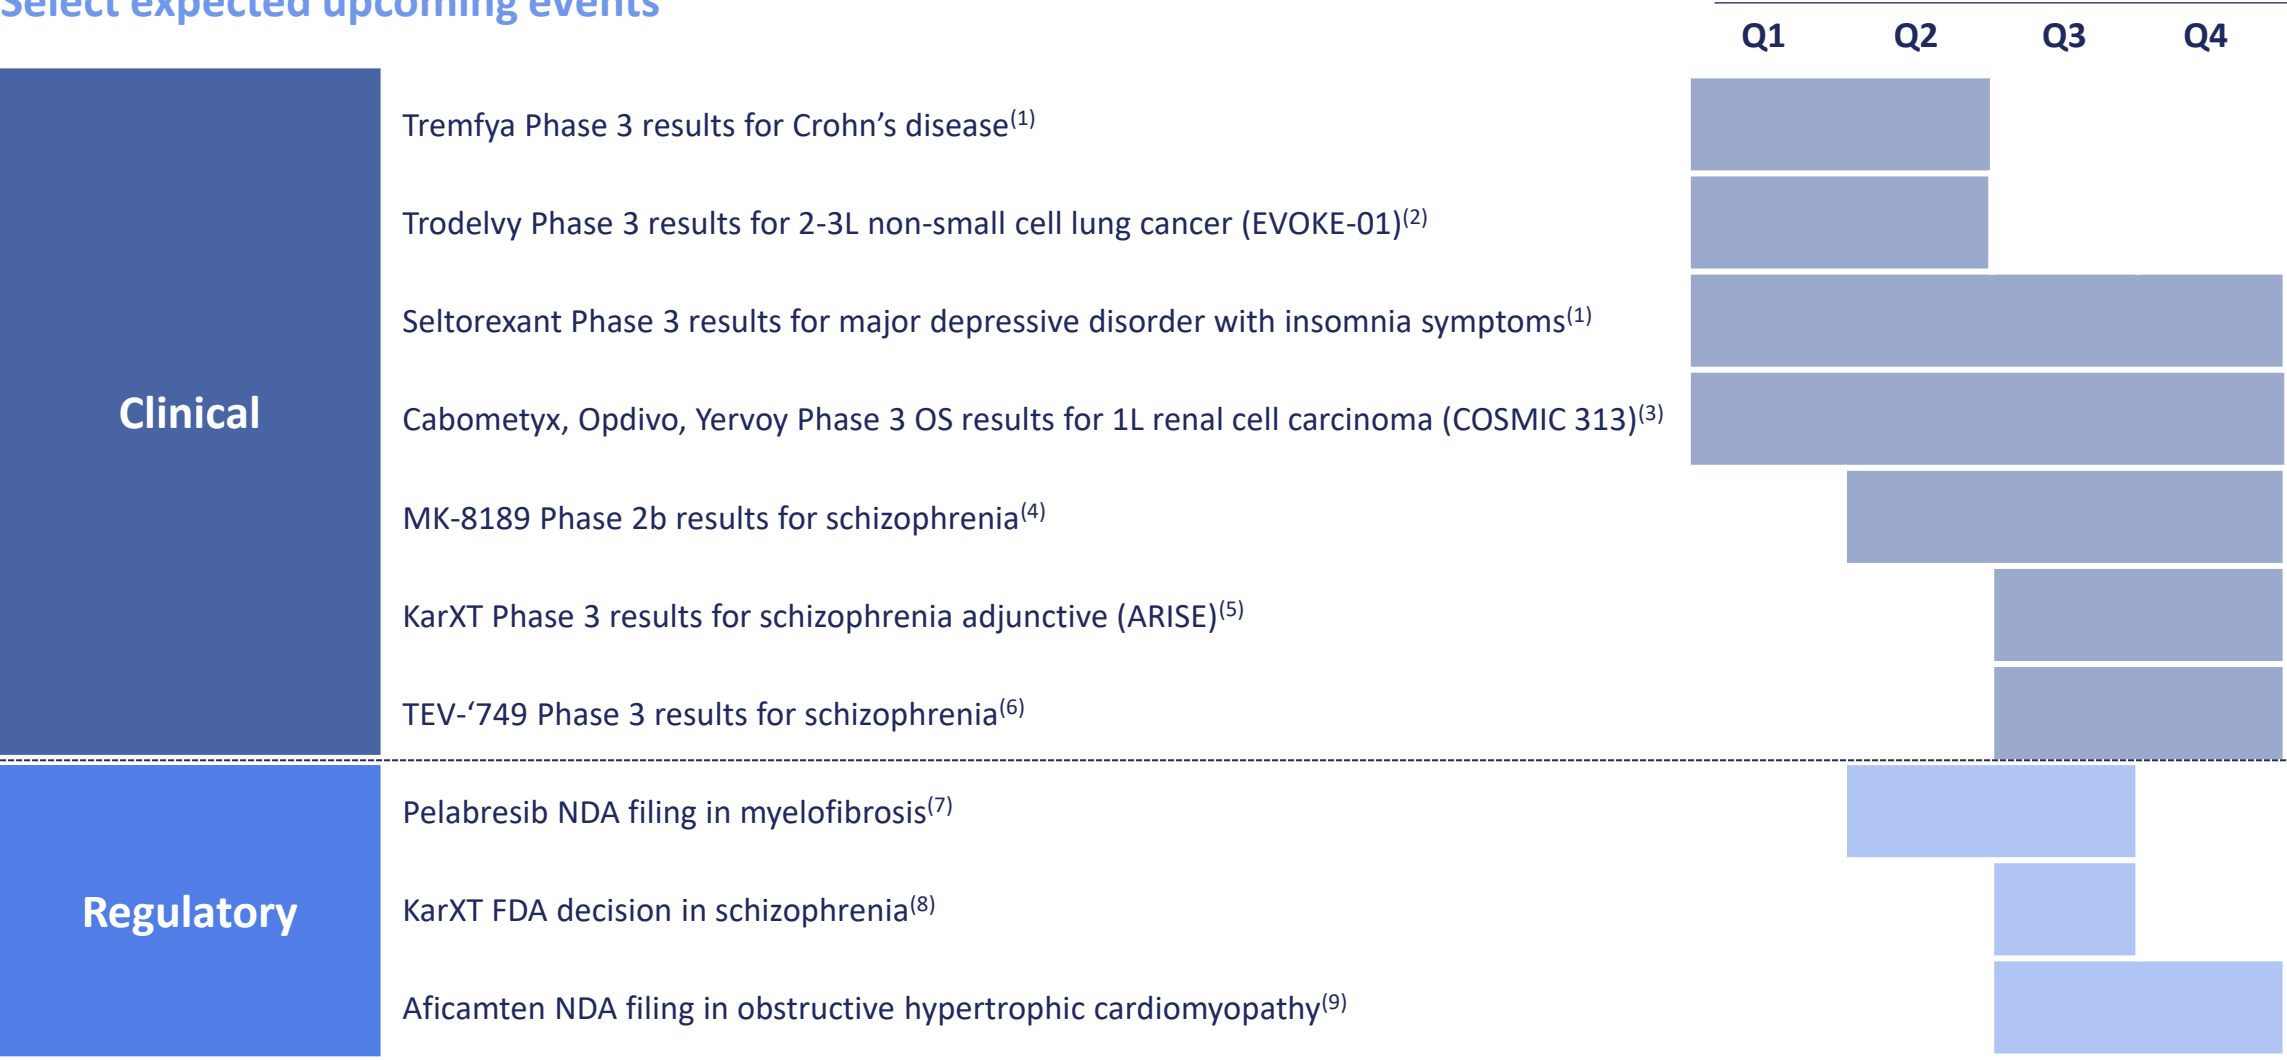 Select expected upcoming events
Q1 Q2 Q3 Q4
Clinical
Tremfya Phase 3 results for Crohn’s disease(1)
Trodelvy Phase 3 results for 2-3L non-small cell lung cancer (EVOKE-01)(2)
Seltorexant Phase 3 results for major depressive disorder with insomnia symptoms(1)
Cabometyx, Opdivo, Yervoy Phase 3 OS results for 1L renal cell carcinoma (COSMIC 313)(3)
MK-8189 Phase 2b results for schizophrenia(4)
KarXT Phase 3 results for schizophrenia adjunctive (ARISE)(5)
TEV-‘749 Phase 3 results for schizophrenia(6)
Regulatory
Pelabresib NDA filing in myelofibrosis(7)
KarXT FDA decision in schizophrenia(8)
Aficamten NDA filing in obstructive hypertrophic cardiomyopathy(9)